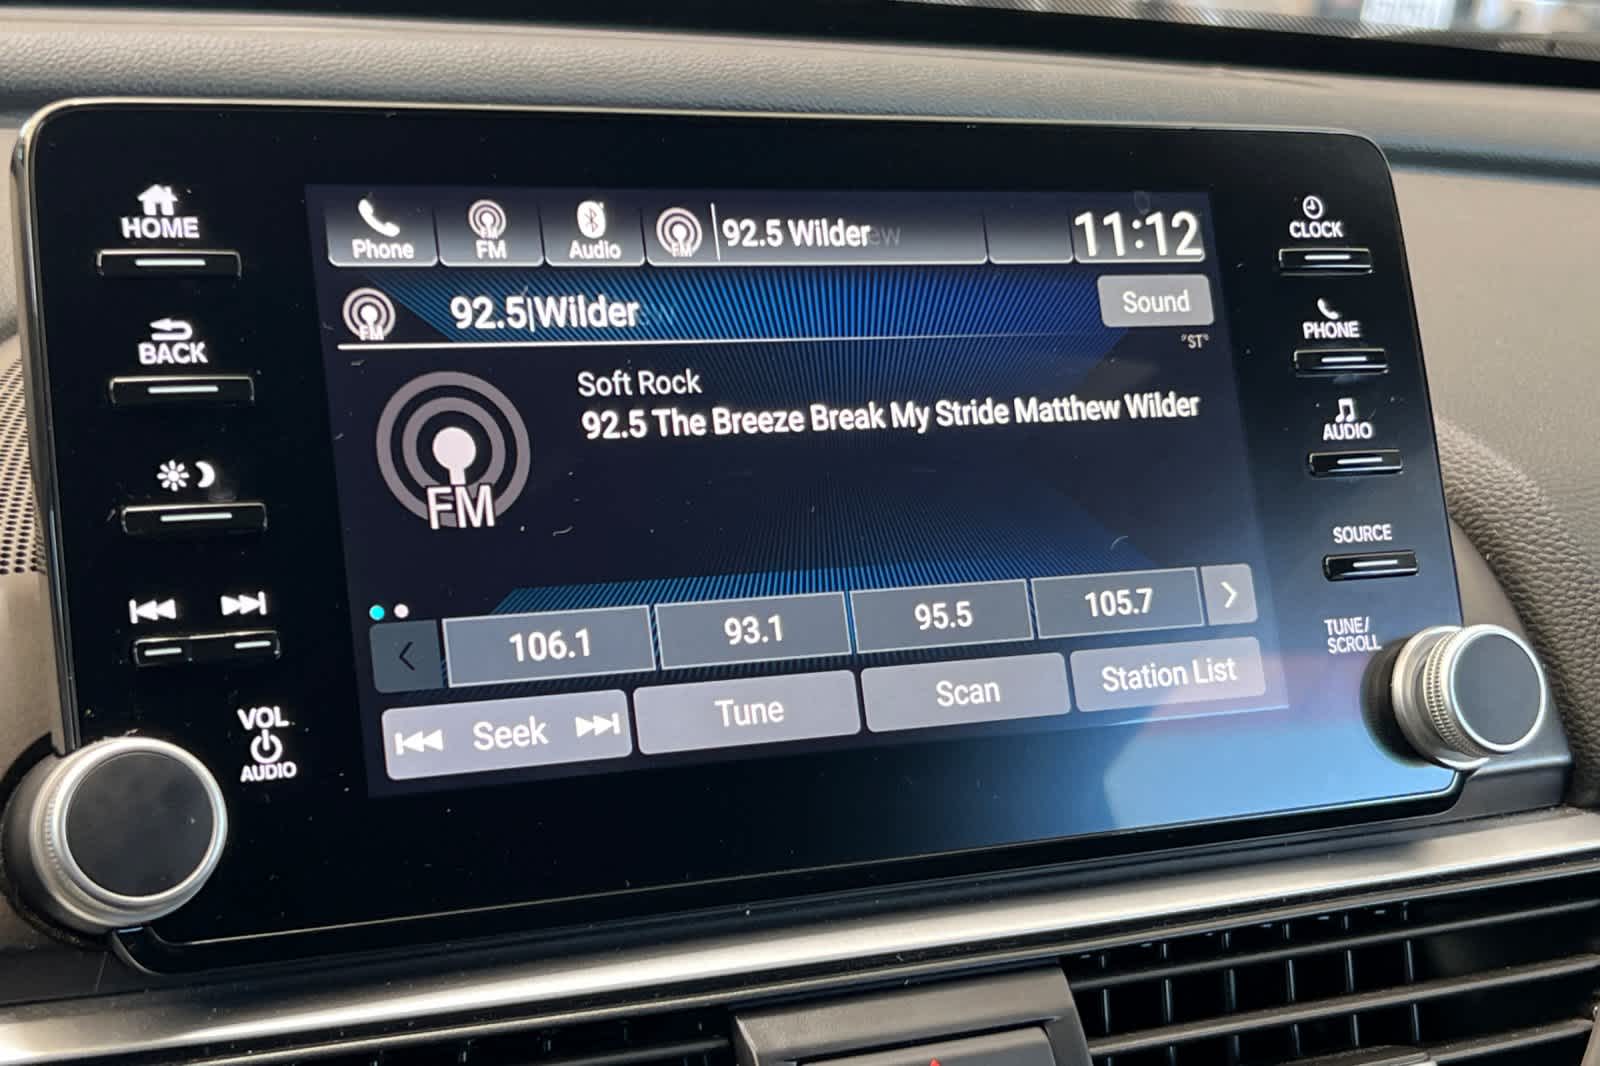 HOME
BACK
VOL
AUDIO
Phone
FM
Audio
FM
92.5 Wilder
11:12
FM
92.5|Wilder
Sound
"ST"
Soft Rock
92.5 The Breeze Break My Stride Matthew Wilder
FM
106.1
93.1
95.5
105.7
Seek
Tune
Scan
Station List
CLOCK
PHONE
AUDIO
SOURCE
TUNE/
SCROLL